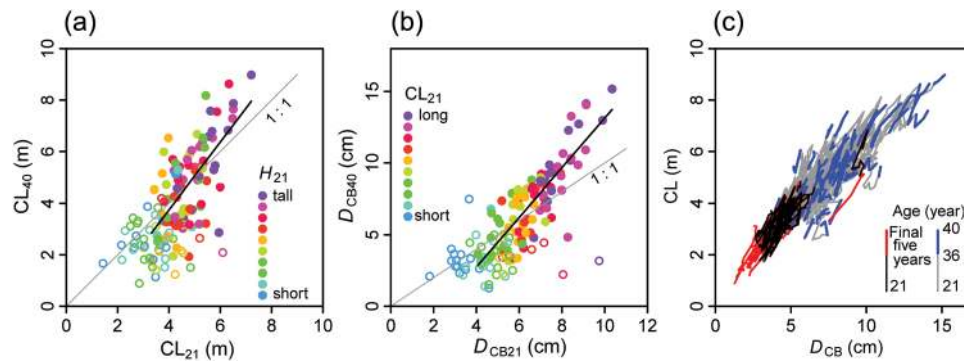 (a)
10
8
6
4
2
0
CL40 (m)
1 : 1
H21
tall
short
0 2 4 6 8 10
CL21 (m)
(b)
15
10
5
0
DCB40 (cm)
CL21
long
short
1 : 1
0 2 4 6 8 10 12
DCB21 (cm)
(c)
10
8
6
4
2
0
CL (m)
Age (year)
Final
five
years
21
40
36
21
0 5 10 15
DCB (cm)